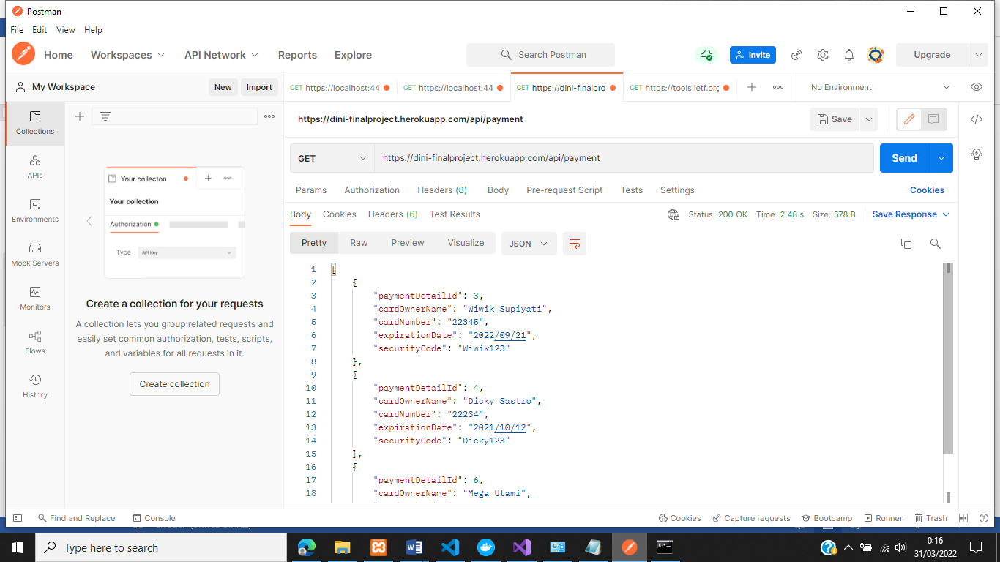 Postman
File Edit View Help
Home Workspaces API Network Reports Explore Search Postman Invite Upgrade
My Workspace New Import GET https://localhost:44 GET https://localhost:44 GET https://dini-finalpro GET https://tools.ietf.org No Environment
Collections
APIs
Environments
Mock Servers
Monitors
Flows
History
Your collecton
Your collection
Authorization
Type API Key
Create a collection for your requests
A collection lets you group related requests and
easily set common authorization, tests, scripts,
and variables for all requests in it.
Create collection
https://dini-finalproject.herokuapp.com/api/payment Save
GET https://dini-finalproject.herokuapp.com/api/payment Send
Params Authorization Headers (8) Body Pre-request Script Tests Settings Cookies
Body Cookies Headers (6) Test Results Status: 200 OK Time: 2.48 s Size: 578 B Save Response
Pretty Raw Preview Visualize JSON
1 [
2 {
3 "paymentDetailId": 3,
4 "cardOwnerName": "Wiwik Supiyati",
5 "cardNumber": "22345",
6 "expirationDate": "2022/09/21",
7 "securityCode": "Wiwik123"
8 },
9 {
10 "paymentDetailId": 4,
11 "cardOwnerName": "Dicky Sastro",
12 "cardNumber": "22234",
13 "expirationDate": "2021/10/12",
14 "securityCode": "Dicky123"
15 },
16 {
17 "paymentDetailId": 6,
18 "cardOwnerName": "Mega Utami",
Find and Replace Console Cookies Capture requests Bootcamp Runner Trash
Type here to search 0:16
31/03/2022